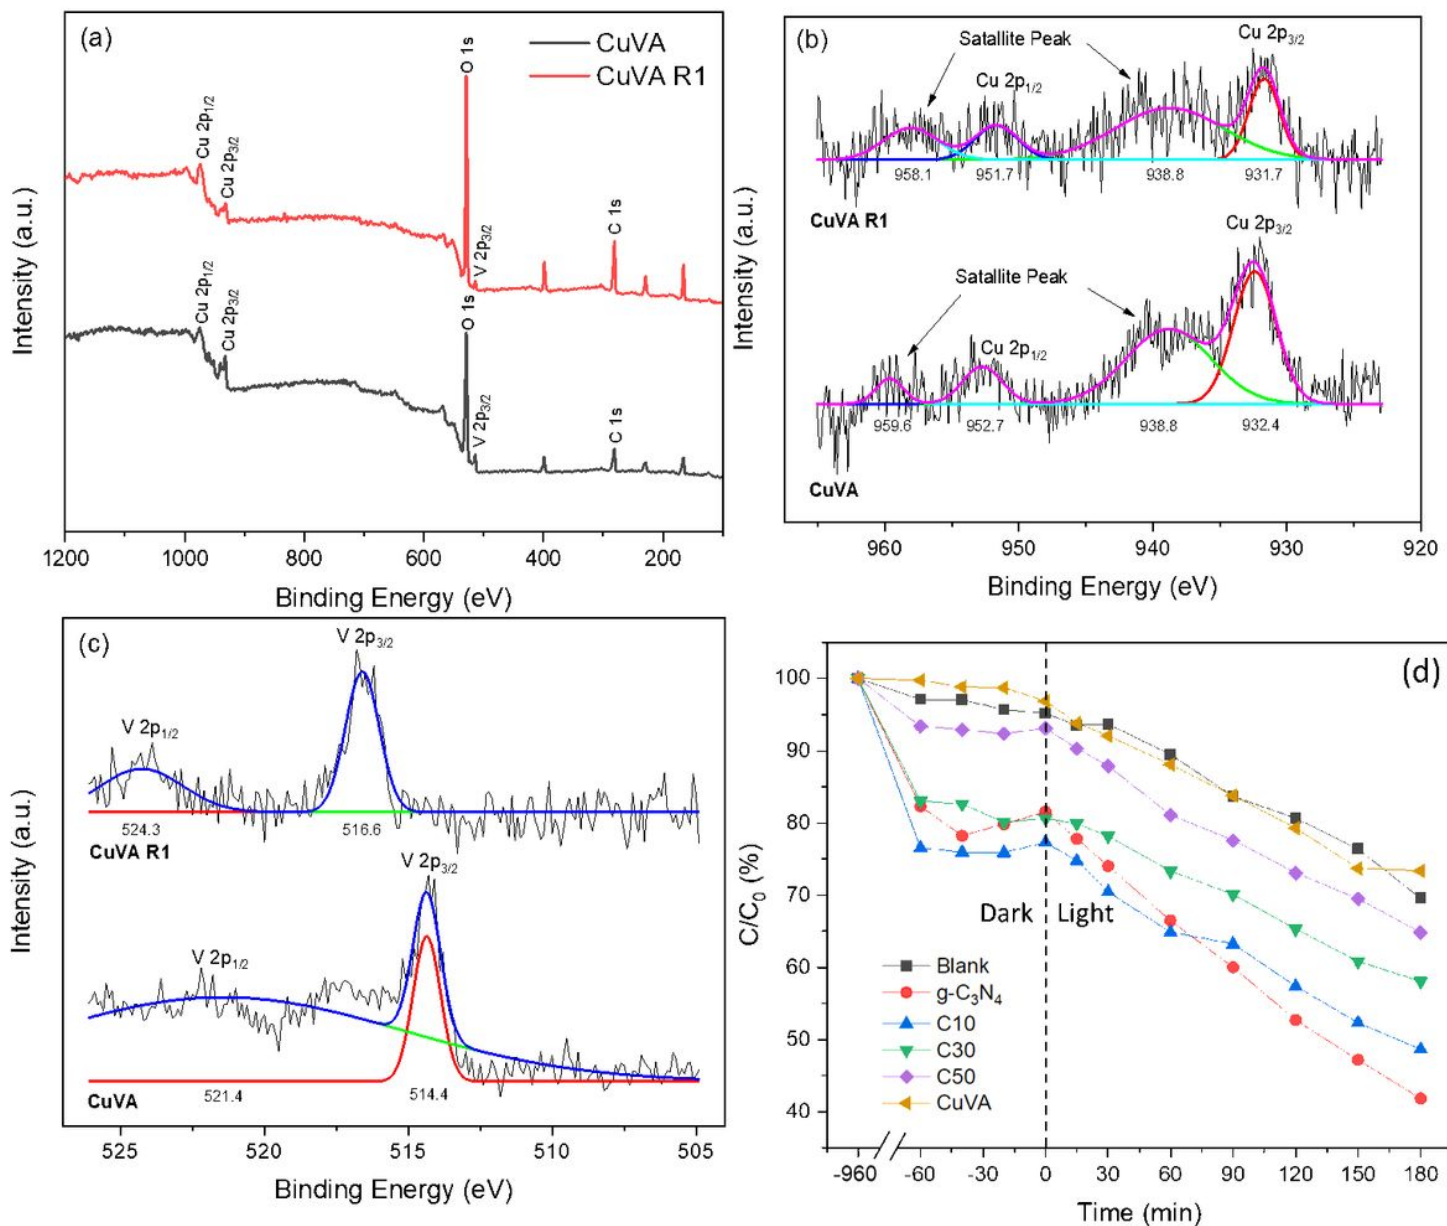 (a)
CuVA
CuVA R1
O 1s
Cu 2p1/2
Cu 2p3/2
V 2p3/2
C 1s
Cu 2p1/2
Cu 2p3/2
O 1s
V 2p3/2
C 1s
Intensity (a.u.)
1200 1000 800 600 400 200
Binding Energy (eV)
(b)
Satallite Peak
Cu 2p3/2
Cu 2p1/2
958.1 951.7 938.8 931.7
CuVA R1
Cu 2p3/2
Satallite Peak
Cu 2p1/2
959.6 952.7 938.8 932.4
CuVA
Intensity (a.u.)
960 950 940 930 920
Binding Energy (eV)
(c)
V 2p3/2
V 2p1/2
524.3 516.6
CuVA R1
V 2p3/2
V 2p1/2
521.4 514.4
CuVA
Intensity (a.u.)
525 520 515 510 505
Binding Energy (eV)
(d)
100
90
80
70
60
50
40
C/C0 (%)
Dark Light
Blank
g-C3N4
C10
C30
C50
CuVA
-960 -60 -30 0 30 60 90 120 150 180
Time (min)